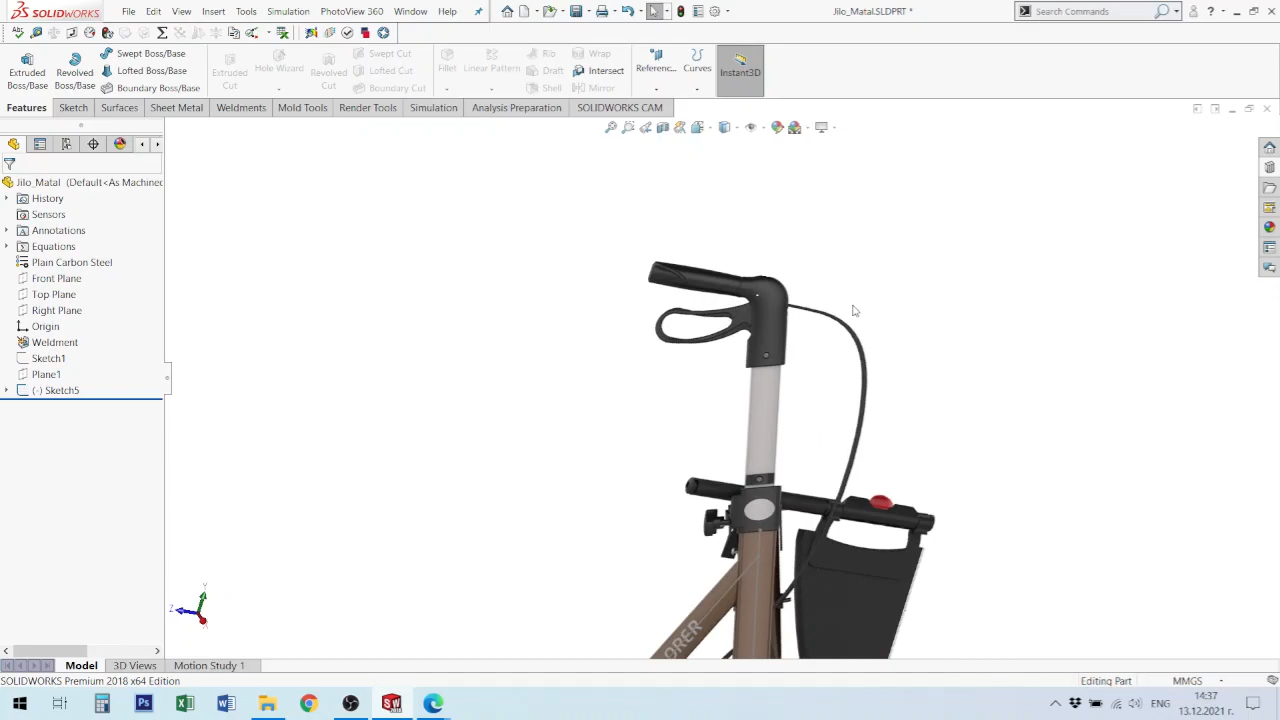 SOLIDWORKS File Edit View Insert Tools Simulation PhotoView 360 Window Help Jilo_Matal.SLDPRT * Search Commands
Extruded Boss/Base Revolved Boss/Base Swept Boss/Base Lofted Boss/Base Boundary Boss/Base Extruded Cut Hole Wizard Revolved Cut Swept Cut Lofted Cut Boundary Cut Fillet Linear Pattern Rib Draft Shell Wrap Intersect Mirror Referenc... Curves Instant3D
Features Sketch Surfaces Sheet Metal Weldments Mold Tools Render Tools Simulation Analysis Preparation SOLIDWORKS CAM
Jilo_Matal (Default<As Machined
History
Sensors
Annotations
Equations
Plain Carbon Steel
Front Plane
Top Plane
Right Plane
Origin
Weldment
Sketch1
Plane1
(-) Sketch5
Y
Z
X
ORER
Model 3D Views Motion Study 1
SOLIDWORKS Premium 2018 x64 Edition Editing Part MMGS
ENG 14:37
13.12.2021 г.